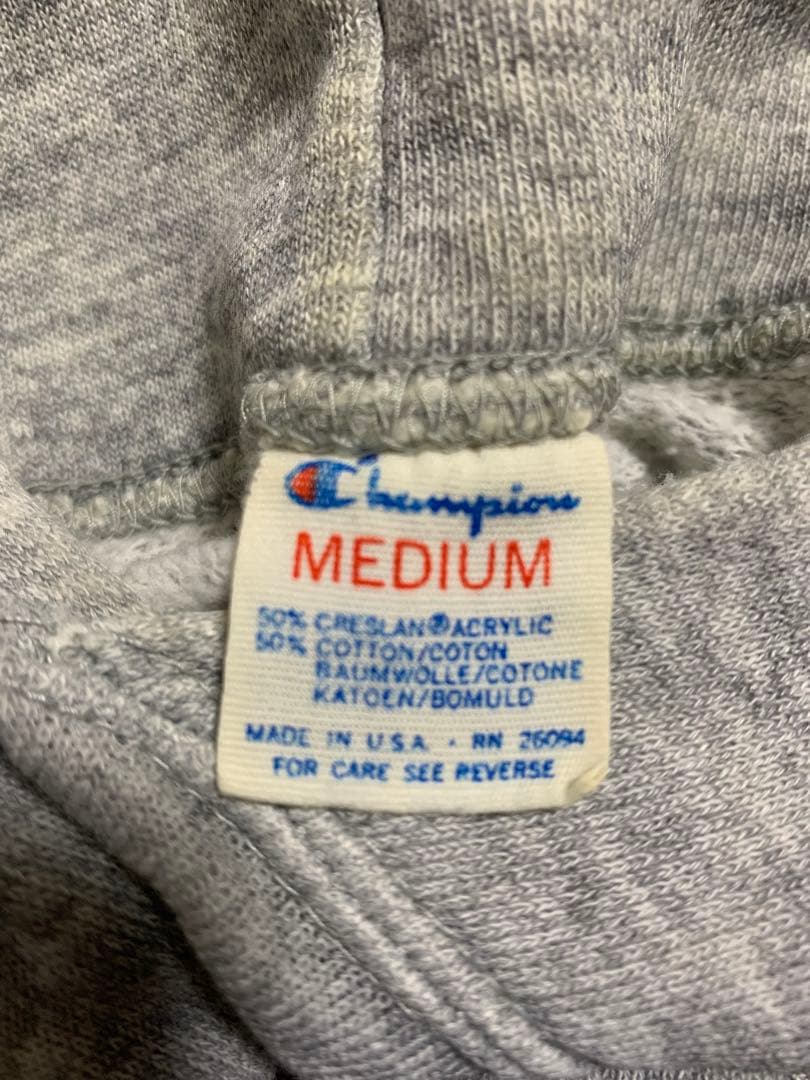 Champion
MEDIUM
50% CRESLAN® ACRYLIC
50% COTTON/COTON
BAUMWOLLE/COTONE
KATOEN/BOMULD
MADE IN U.S.A. · RN 26094
FOR CARE SEE REVERSE